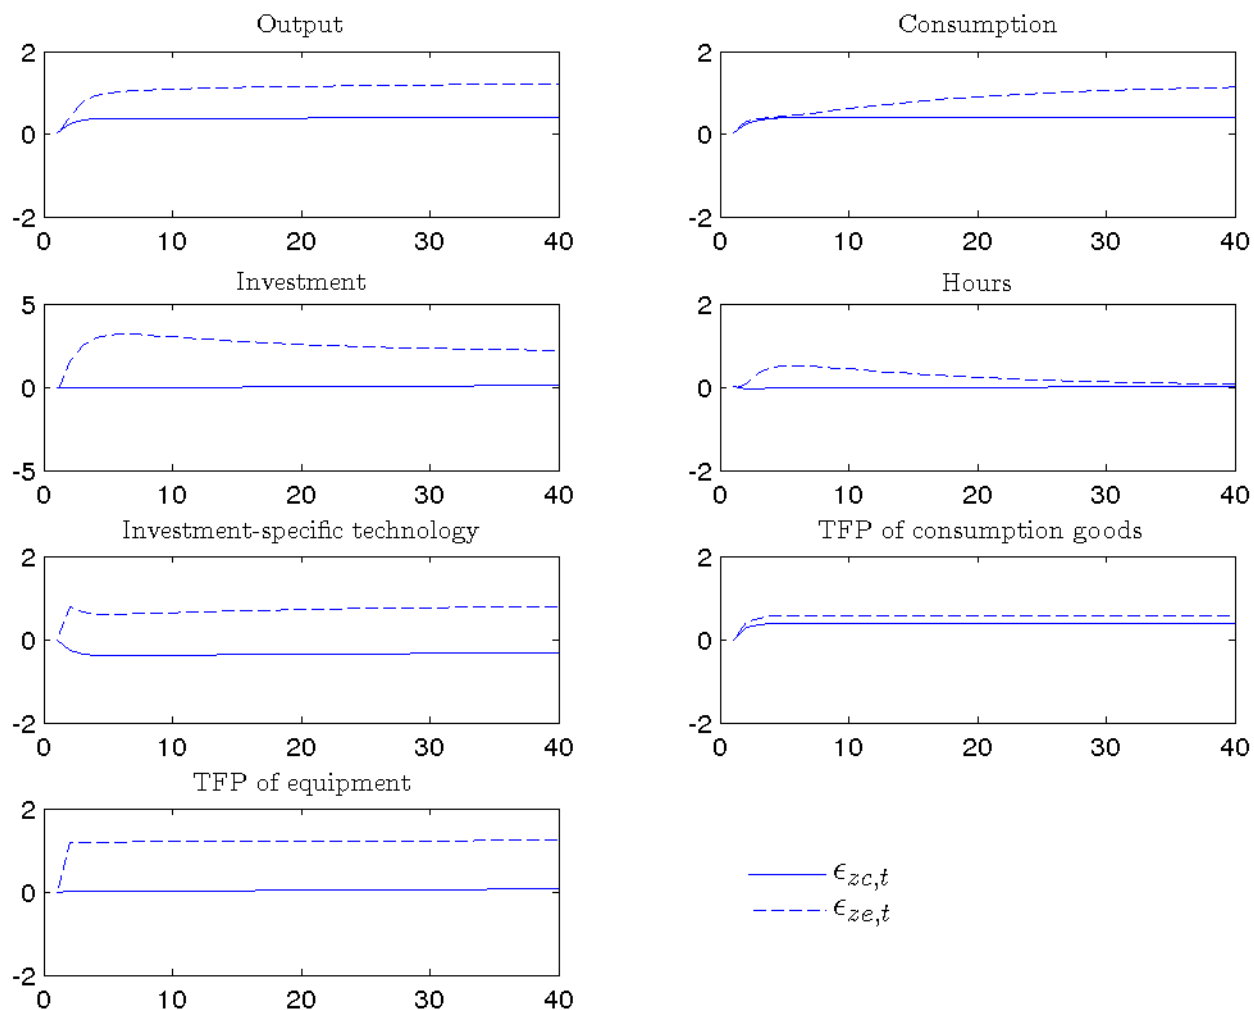 Output
2
0
-2
0 10 20 30 40
Consumption
2
0
-2
0 10 20 30 40
Investment
5
0
-5
0 10 20 30 40
Hours
2
0
-2
0 10 20 30 40
Investment-specific technology
2
0
-2
0 10 20 30 40
TFP of consumption goods
2
0
-2
0 10 20 30 40
TFP of equipment
2
0
-2
0 10 20 30 40
ϵzc,t
ϵze,t